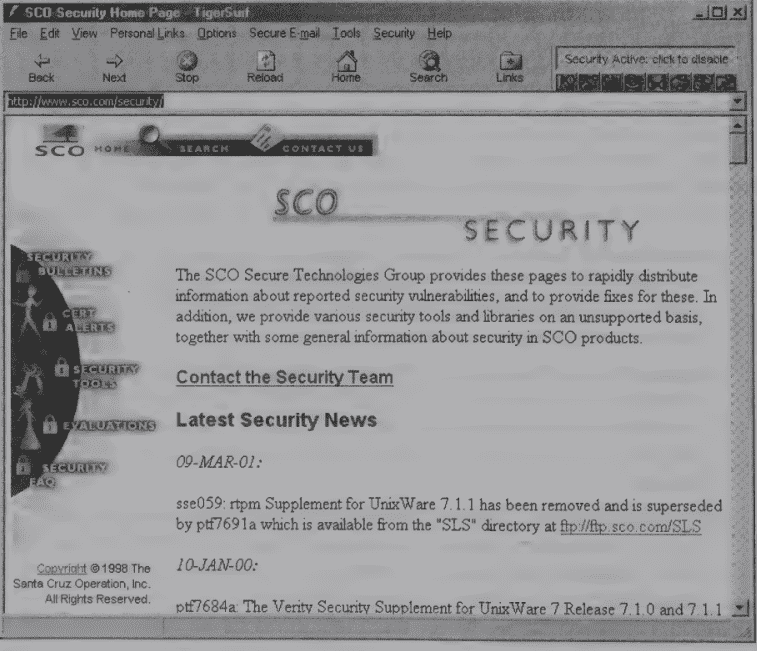 SCO Security Home Page - TigerSurf
File Edit View Personal Links Options Secure E-mail Tools Security Help
Back Next Stop Reload Home Search Links
Security Active: click to disable
http://www.sco.com/security/
SCO HOME SEARCH CONTACT US
SCO
SECURITY
SECURITY
BULLETINS
CERT
ALERTS
SECURITY
TOOLS
EVALUATIONS
SECURITY
FAQ
The SCO Secure Technologies Group provides these pages to rapidly distribute
information about reported security vulnerabilities, and to provide fixes for these. In
addition, we provide various security tools and libraries on an unsupported basis,
together with some general information about security in SCO products.
Contact the Security Team
Latest Security News
09-MAR-01:
sse059: rtpm Supplement for UnixWare 7.1.1 has been removed and is superseded
by ptf7691a which is available from the "SLS" directory at ftp://ftp.sco.com/SLS
10-JAN-00:
ptf7684a: The Verity Security Supplement for UnixWare 7 Release 7.1.0 and 7.1.1
Copyright © 1998 The
Santa Cruz Operation, Inc.
All Rights Reserved.